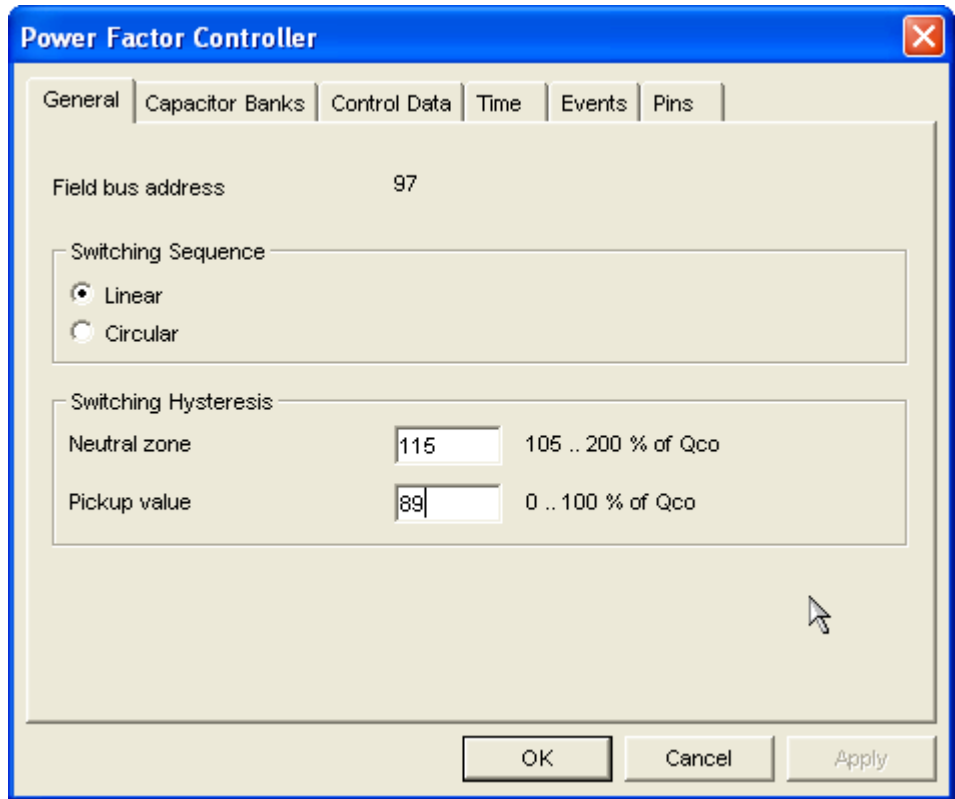 Power Factor Controller
General Capacitor Banks Control Data Time Events Pins
Field bus address 97
Switching Sequence
Linear
Circular
Switching Hysteresis
Neutral zone 115 105 .. 200 % of Qco
Pickup value 89 0 .. 100 % of Qco
OK Cancel Apply